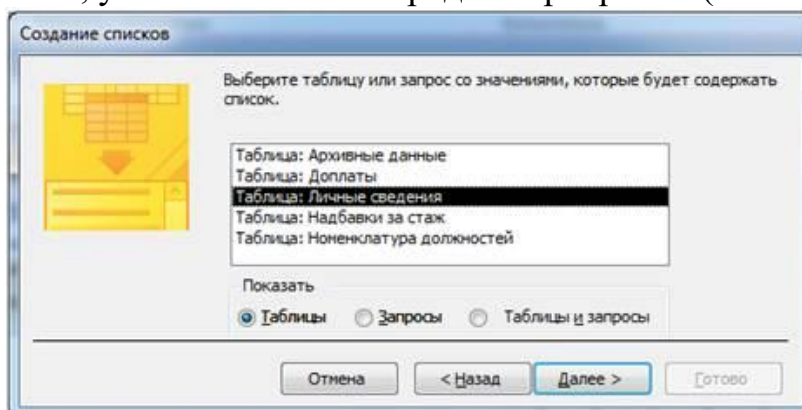 Создание списков
Выберите таблицу или запрос со значениями, которые будет содержать
список.
Таблица: Архивные данные
Таблица: Доплаты
Таблица: Личные сведения
Таблица: Надбавки за стаж
Таблица: Номенклатура должностей
Показать
Таблицы Запросы Таблицы и запросы
Отмена < Назад Далее > Готово